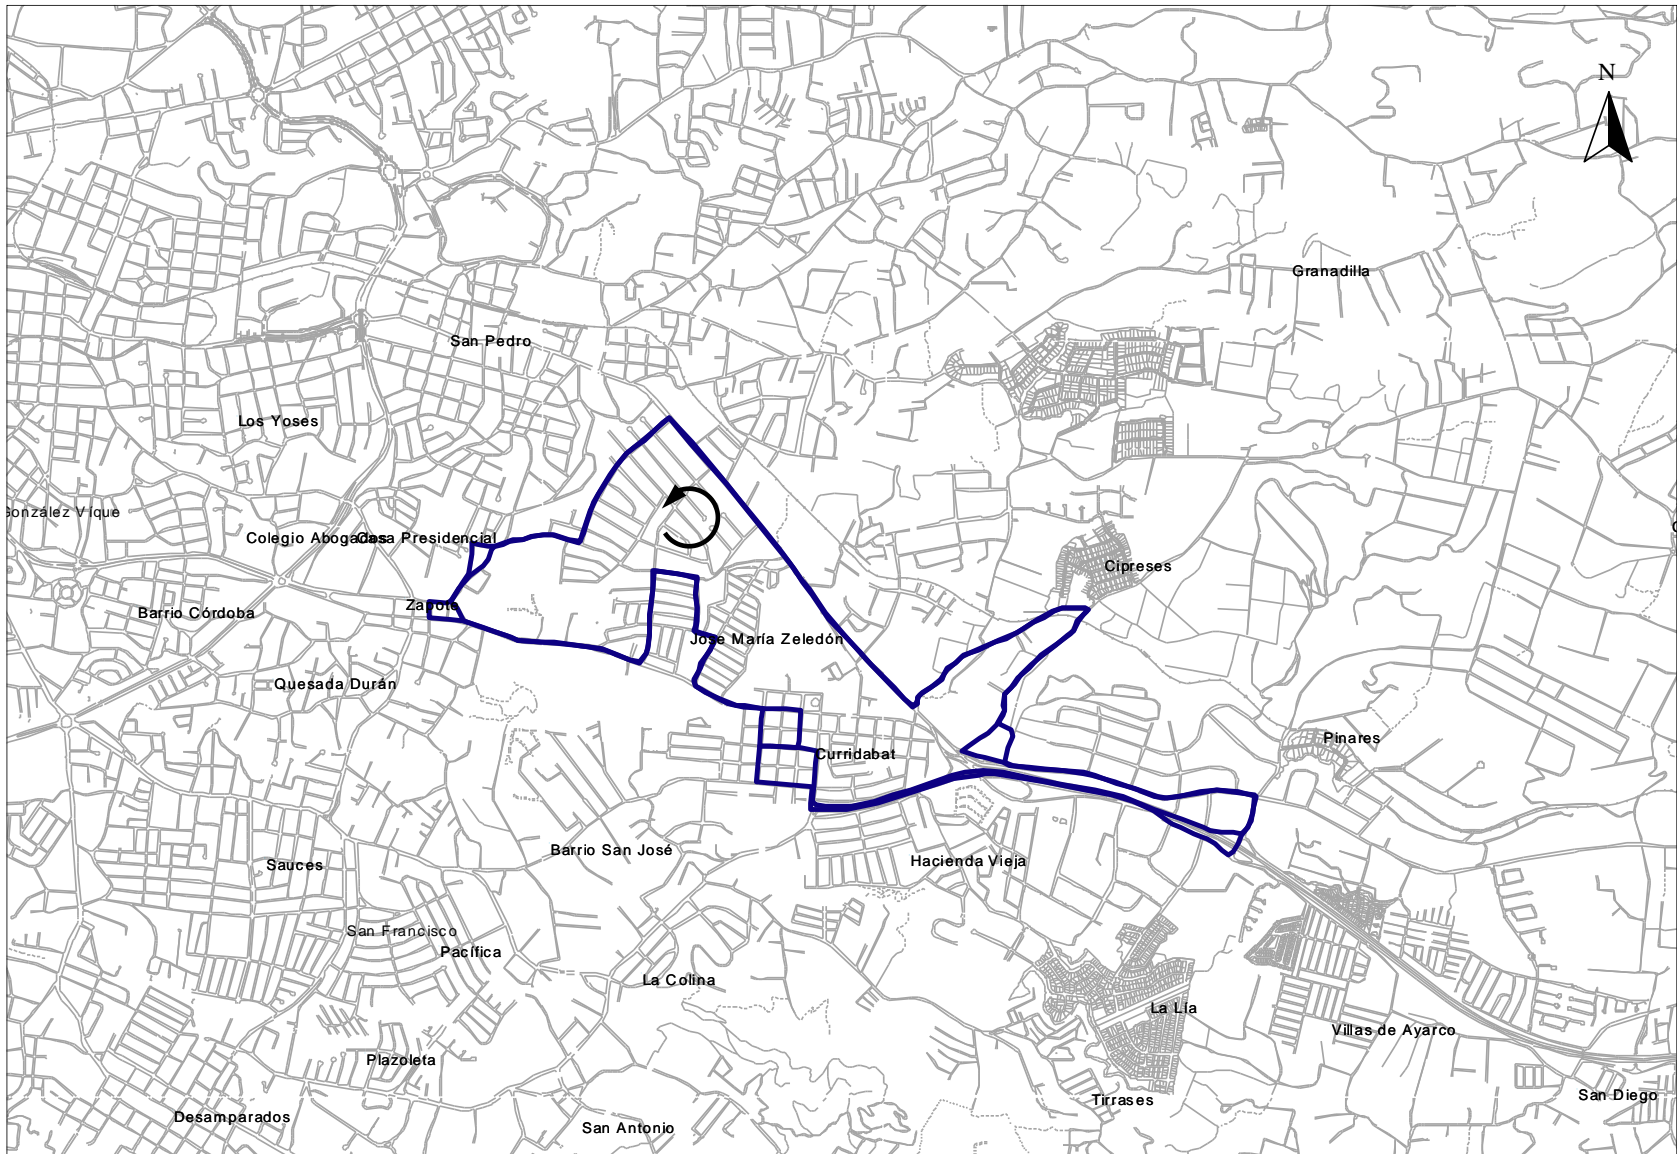 N
Granadilla
San Pedro
Los Yoses
González Víque
Colegio Abogados
Casa Presidencial
Cipreses
Zapote
Barrio Córdoba
José María Zeledón
Quesada Durán
Pinares
Curridabat
Barrio San José
Hacienda Vieja
Sauces
San Francisco
Pacífica
La Colina
La Lía
Villas de Ayarco
Plazoleta
San Diego
Tirrases
Desamparados
San Antonio